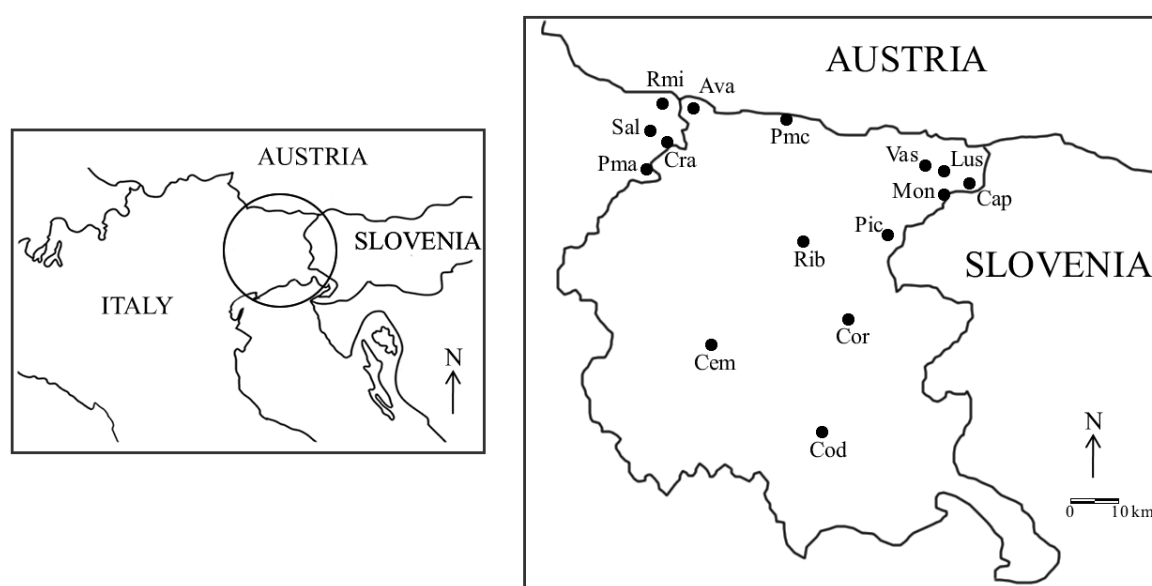 AUSTRIA
SLOVENIA
ITALY
N
AUSTRIA
Rmi
Ava
Sal
Pmc
Cra
Pma
Vas
Lus
Mon
Cap
Pic
Rib
SLOVENIA
Cor
Cem
N
Cod
0 10 km